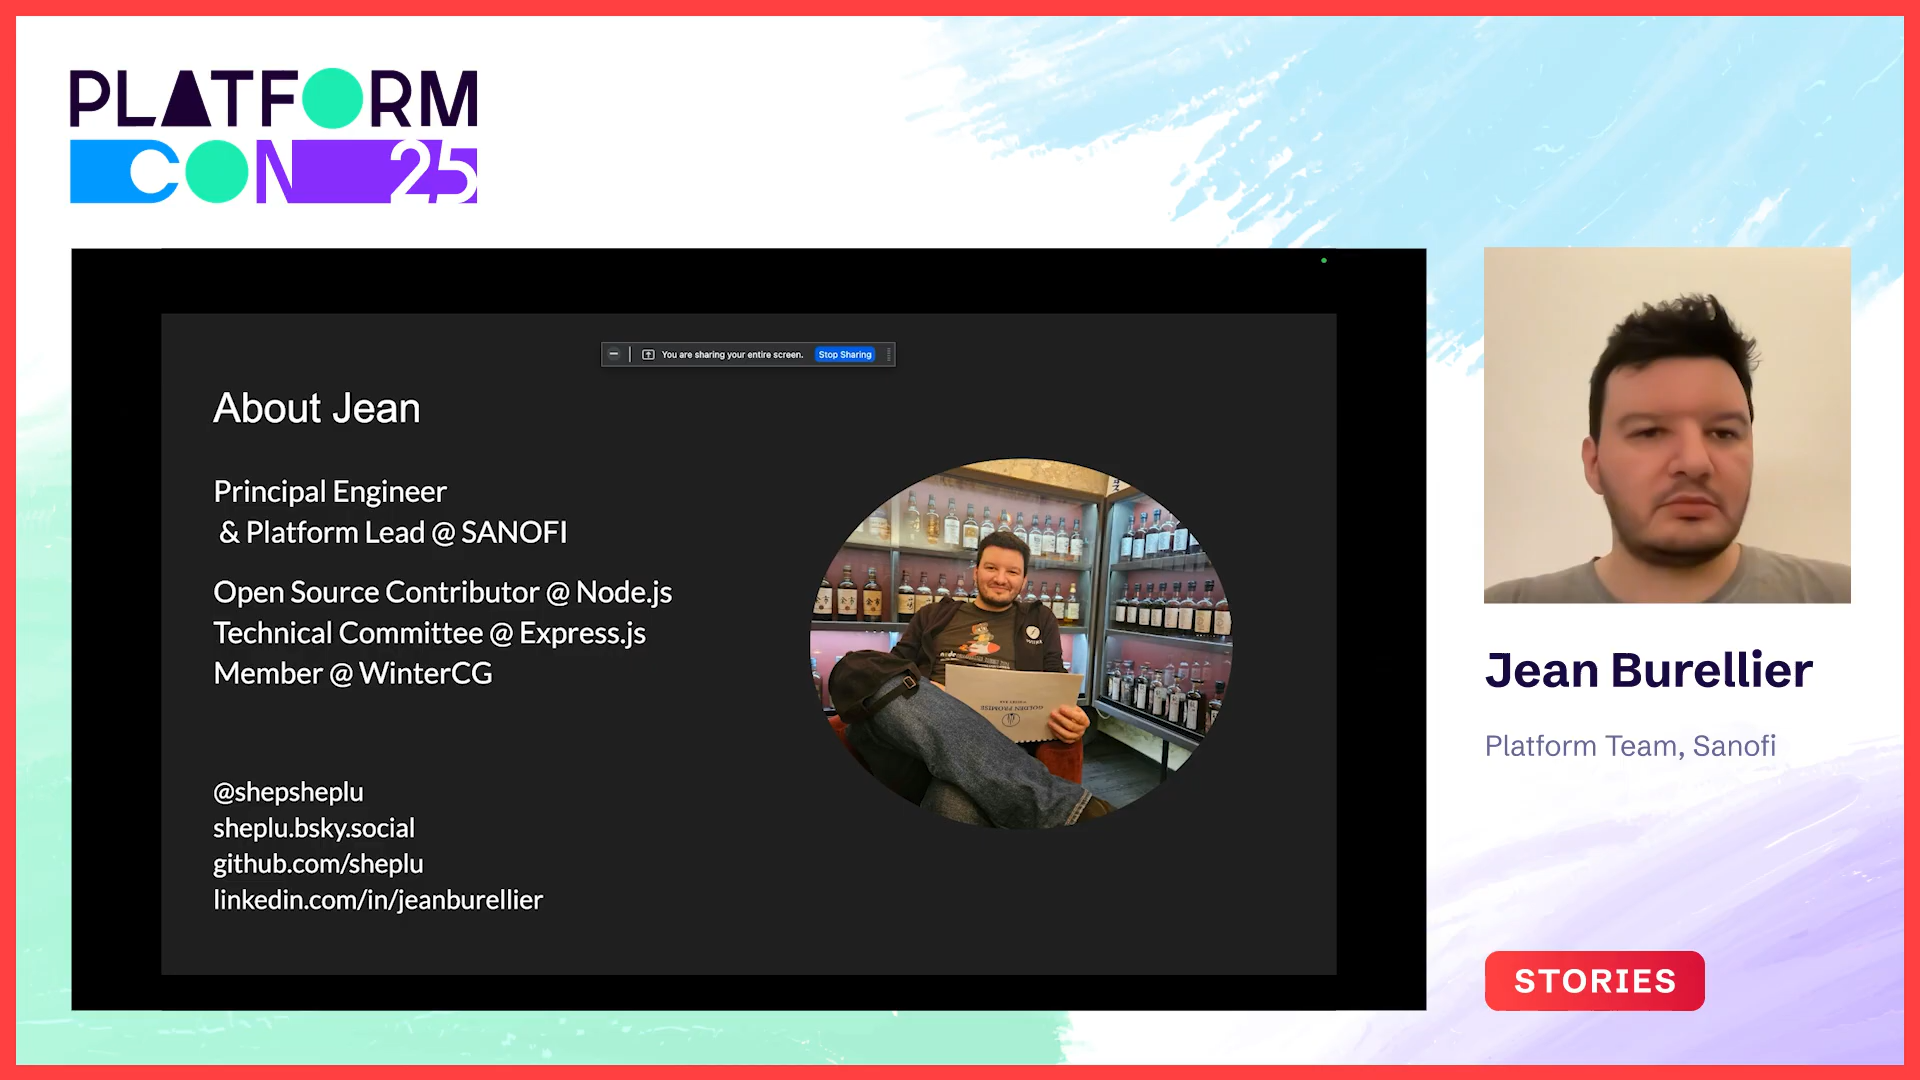 PLATFORM
CON 25
You are sharing your entire screen.
Stop Sharing
About Jean
Principal Engineer
& Platform Lead @ SANOFI
Open Source Contributor @ Node.js
Technical Committee @ Express.js
Member @ WinterCG
@shepsheplu
sheplu.bsky.social
github.com/sheplu
linkedin.com/in/jeanburellier
GOLDEN PROMISE
Jean Burellier
Platform Team, Sanofi
STORIES